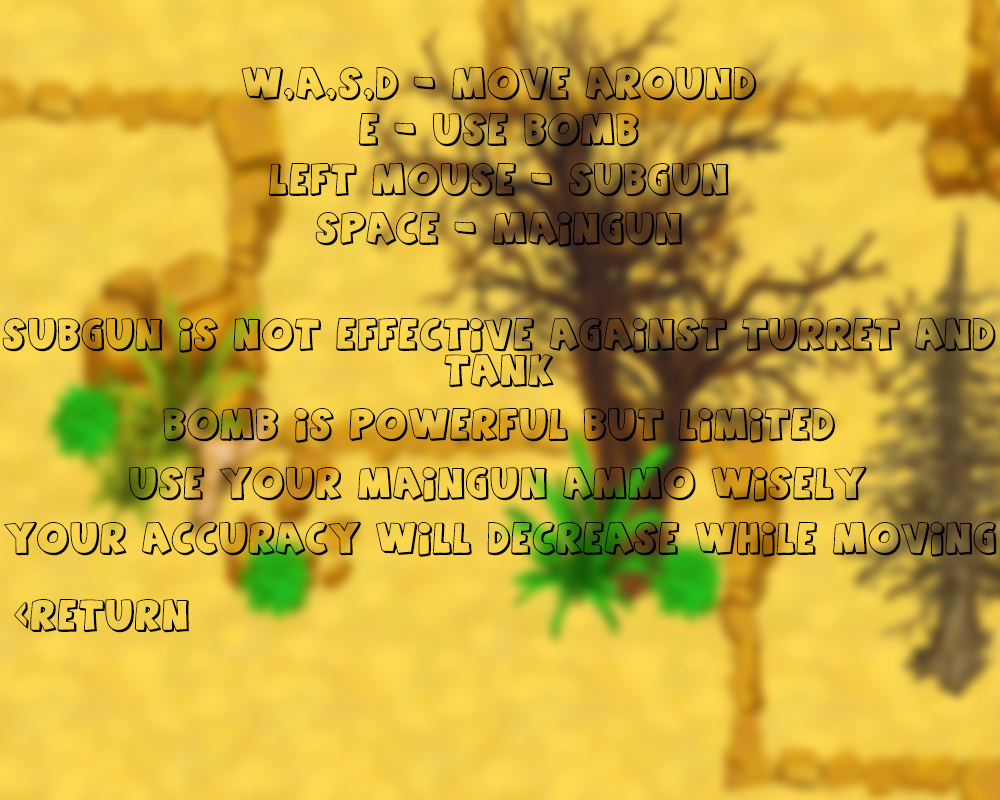 W,A,S,D - MOVE AROUND
E - USE BOMB
LEFT MOUSE - SUBGUN
SPACE - MAiNGUN
SUBGUN iS NOT EFFECTiVE AGAiNST TURRET AND
TANK
BOMB iS POWERFUL BUT LiMiTED
USE YOUR MAiNGUN AMMO WiSELY
YOUR ACCURACY WiLL DECREASE WHiLE MOViNG
<RETURN